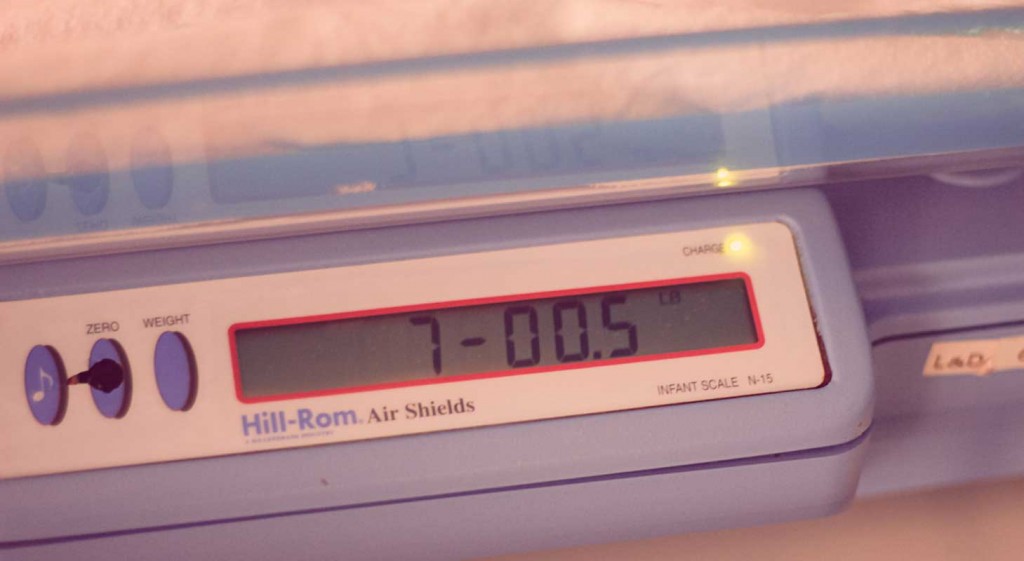 CHARGE
ZERO WEIGHT
7-00.5 LB
Hill-Rom. Air Shields
INFANT SCALE N-15
L&D